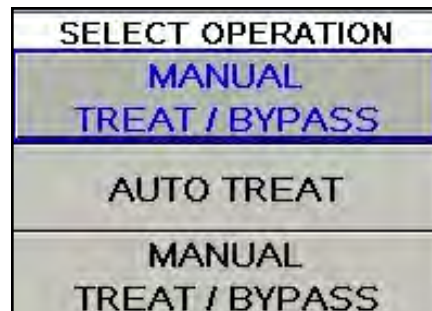 SELECT OPERATION
MANUAL
TREAT / BYPASS
AUTO TREAT
MANUAL
TREAT / BYPASS